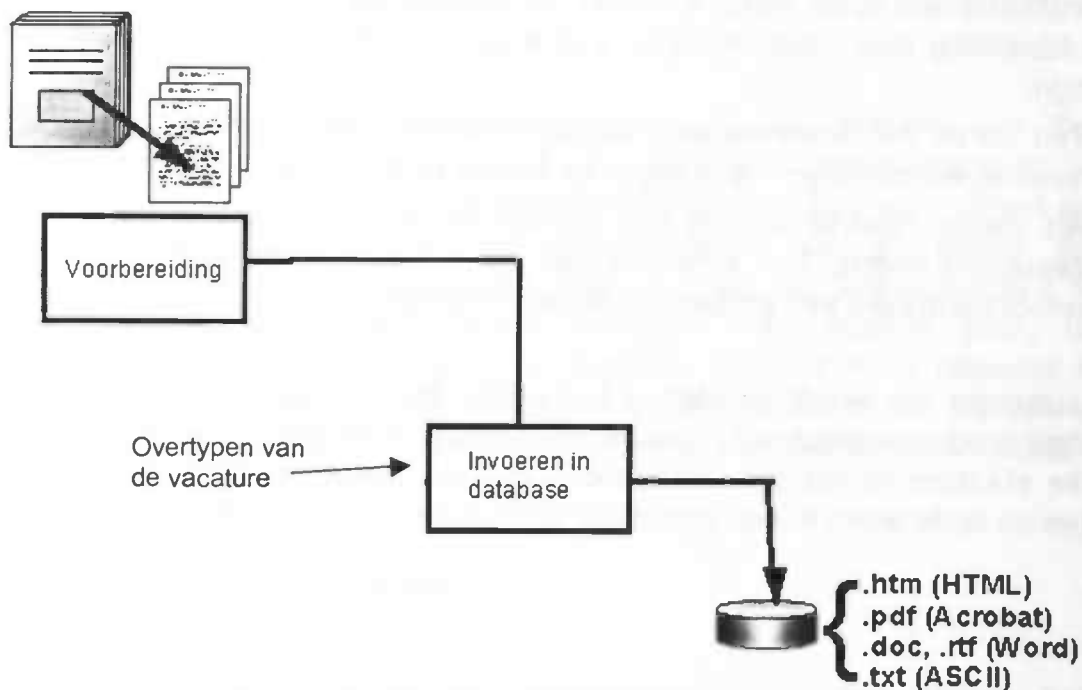 Voorbereiding
Overtypen van
de vacature
Invoeren in
database
.htm (HTML)
.pdf (Acrobat)
.doc, .rtf (Word)
.txt (ASCII)